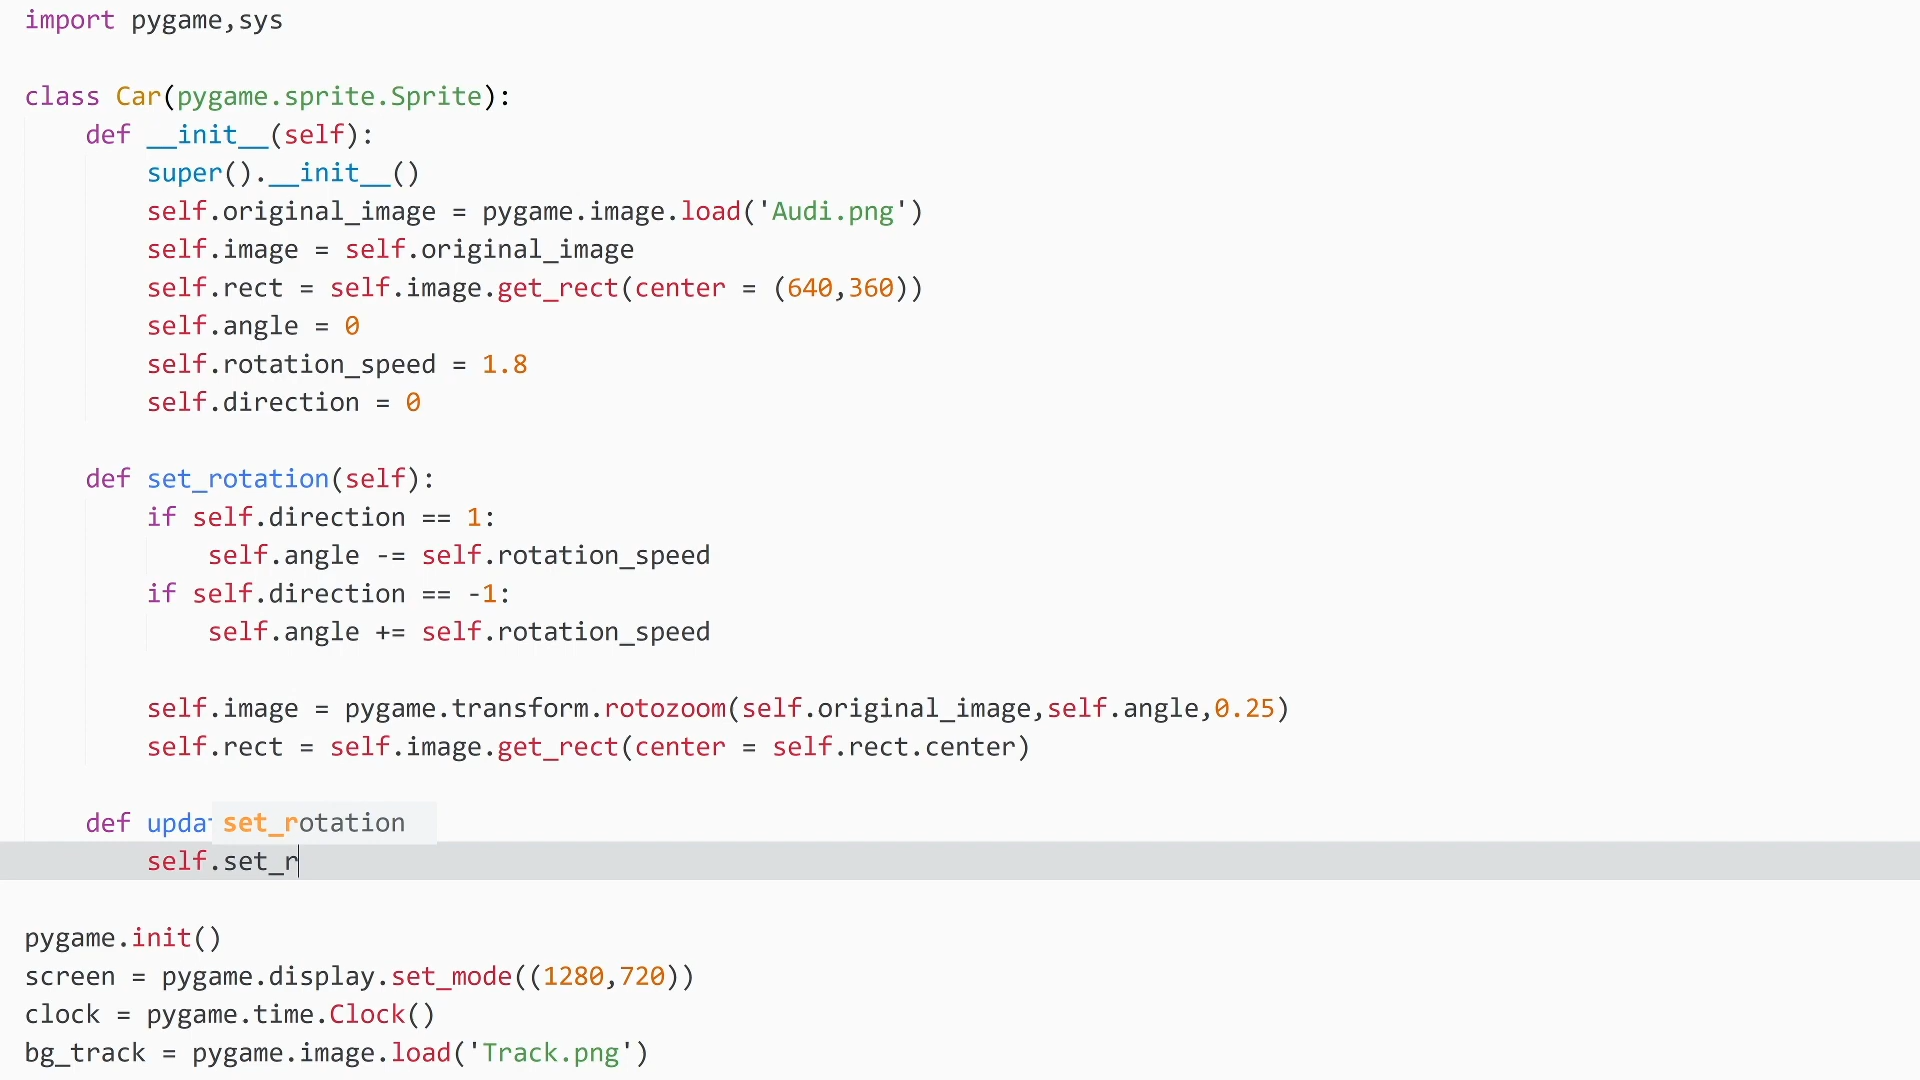 import pygame,sys
class Car(pygame.sprite.Sprite):
def __init__(self):
super().__init__()
self.original_image = pygame.image.load('Audi.png')
self.image = self.original_image
self.rect = self.image.get_rect(center = (640,360))
self.angle = 0
self.rotation_speed = 1.8
self.direction = 0
def set_rotation(self):
if self.direction == 1:
self.angle -= self.rotation_speed
if self.direction == -1:
self.angle += self.rotation_speed
self.image = pygame.transform.rotozoom(self.original_image,self.angle,0.25)
self.rect = self.image.get_rect(center = self.rect.center)
def upda set_rotation
self.set_r
pygame.init()
screen = pygame.display.set_mode((1280,720))
clock = pygame.time.Clock()
bg_track = pygame.image.load('Track.png')